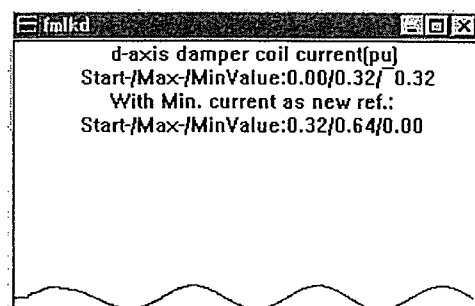 fmlkd
d-axis damper coil current(pu)
Start-/Max-/MinValue:0.00/0.32/¯0.32
With Min. current as new ref.:
Start-/Max-/MinValue:0.32/0.64/0.00